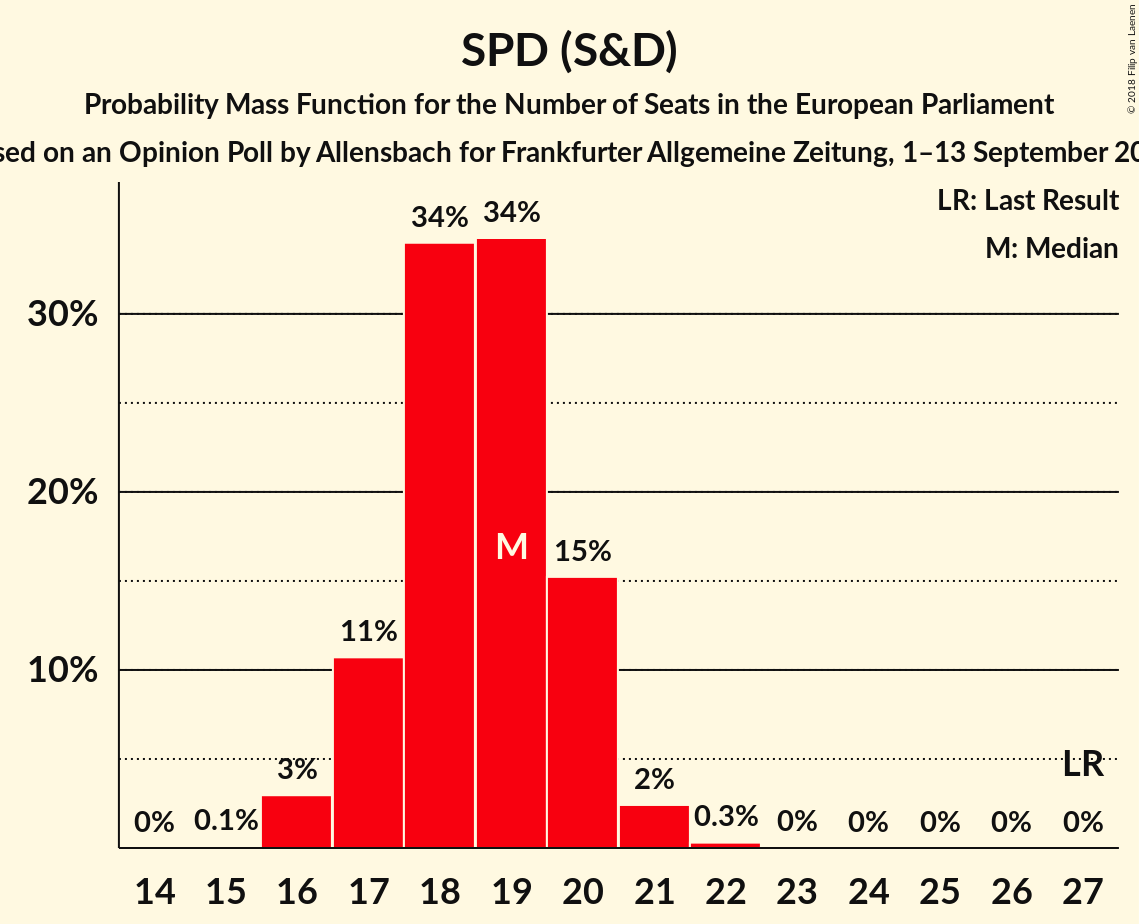 SPD (S&D)
Probability Mass Function for the Number of Seats in the European Parliament
sed on an Opinion Poll by Allensbach for Frankfurter Allgemeine Zeitung, 1–13 September 20
© 2018 Filip van Laenen
LR: Last Result
M: Median
34% 34%
30%
20%
M 15%
11%
10%
LR
3% 2%
0% 0.1% 0.3% 0% 0% 0% 0% 0%
14 15 16 17 18 19 20 21 22 23 24 25 26 27